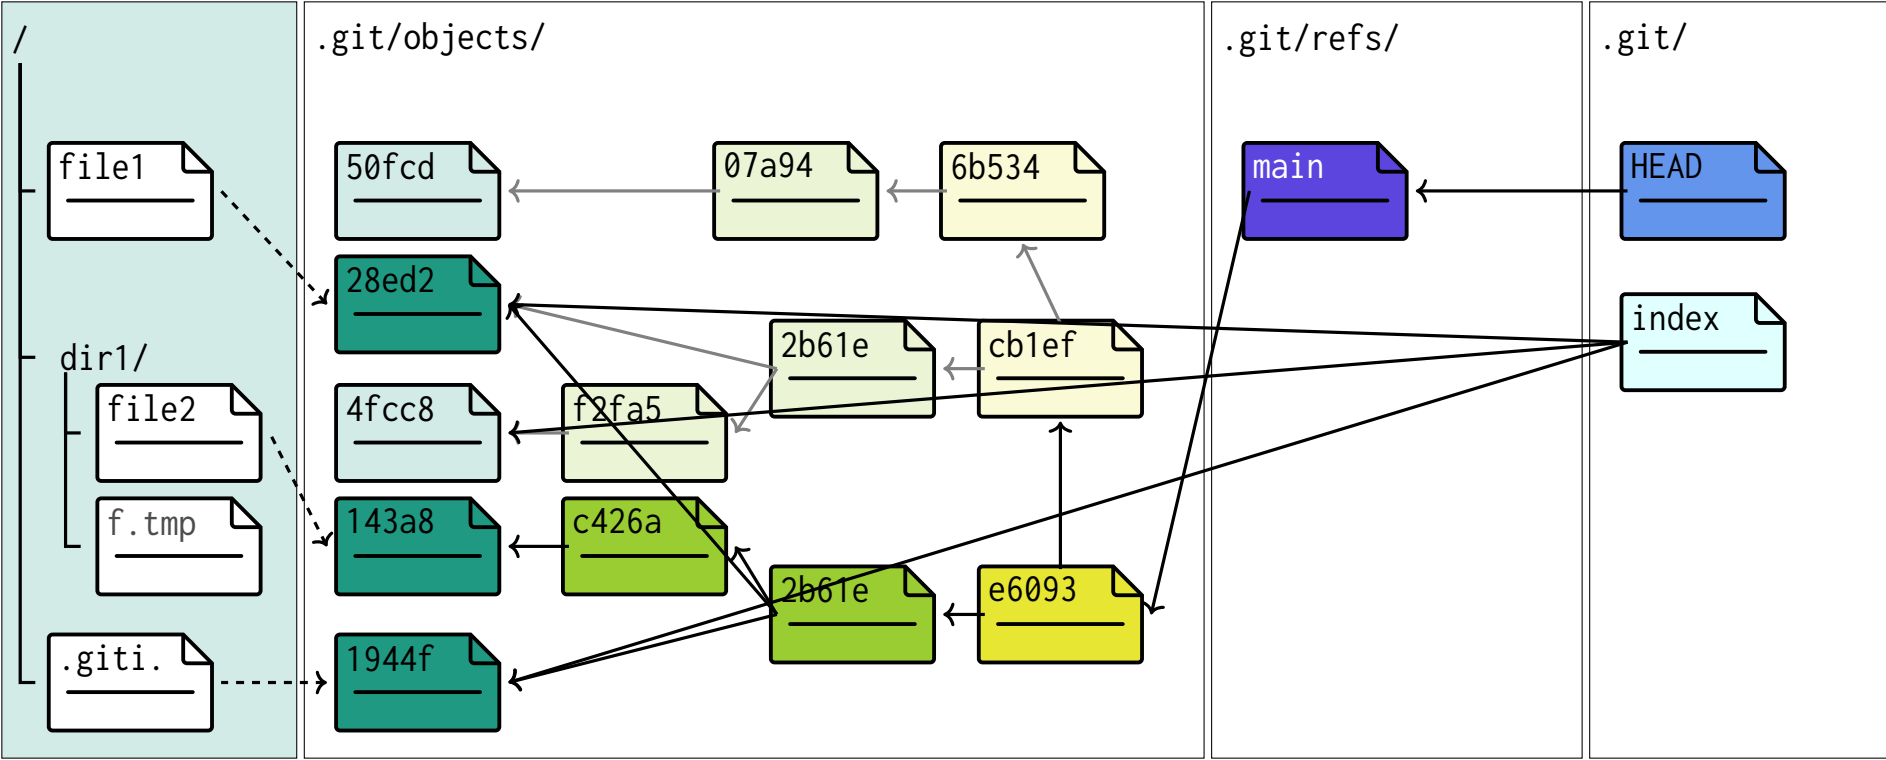 /
.git/objects/
.git/refs/
.git/
file1
50fcd
07a94
6b534
main
HEAD
28ed2
index
dir1/
2b61e
cb1ef
file2
4fcc8
f2fa5
f.tmp
143a8
c426a
2b61e
e6093
.giti.
1944f